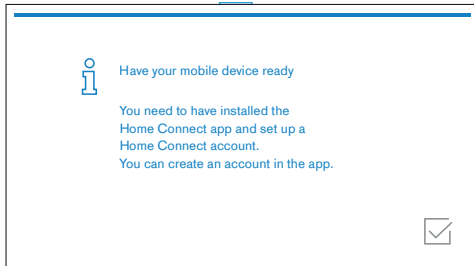 Have your mobile device ready
You need to have installed the
Home Connect app and set up a
Home Connect account.
You can create an account in the app.